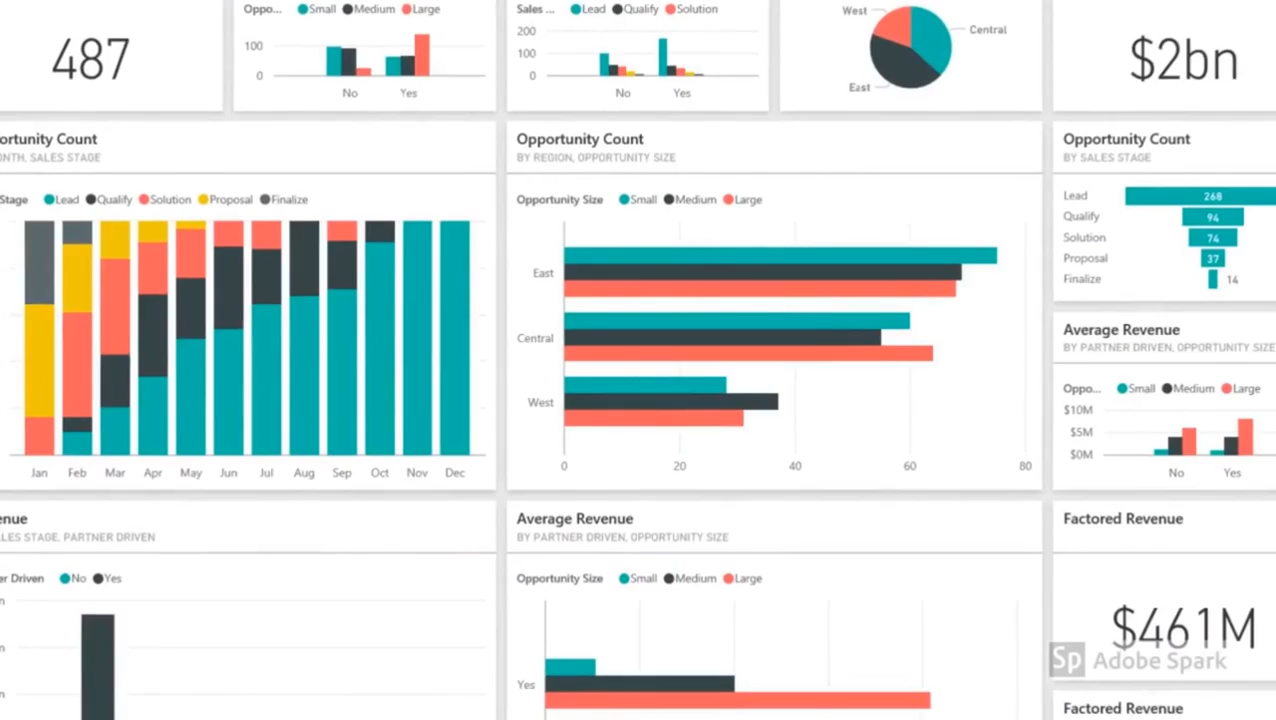 Oppo... Small Medium Large
100
0
No Yes
487
Sales ... Lead Qualify Solution
200
100
0
No Yes
West
Central
East
$2bn
ortunity Count
ONTH, SALES STAGE
Stage Lead Qualify Solution Proposal Finalize
Jan Feb Mar Apr May Jun Jul Aug Sep Oct Nov Dec
Opportunity Count
BY REGION, OPPORTUNITY SIZE
Opportunity Size Small Medium Large
East
Central
West
0 20 40 60 80
Opportunity Count
BY SALES STAGE
Lead 268
Qualify 94
Solution 74
Proposal 37
Finalize 14
Average Revenue
BY PARTNER DRIVEN, OPPORTUNITY SIZE
Oppo... Small Medium Large
$10M
$5M
$0M
No Yes
enue
LES STAGE, PARTNER DRIVEN
er Driven No Yes
Average Revenue
BY PARTNER DRIVEN, OPPORTUNITY SIZE
Opportunity Size Small Medium Large
Yes
Factored Revenue
$461M
Sp Adobe Spark
Factored Revenue